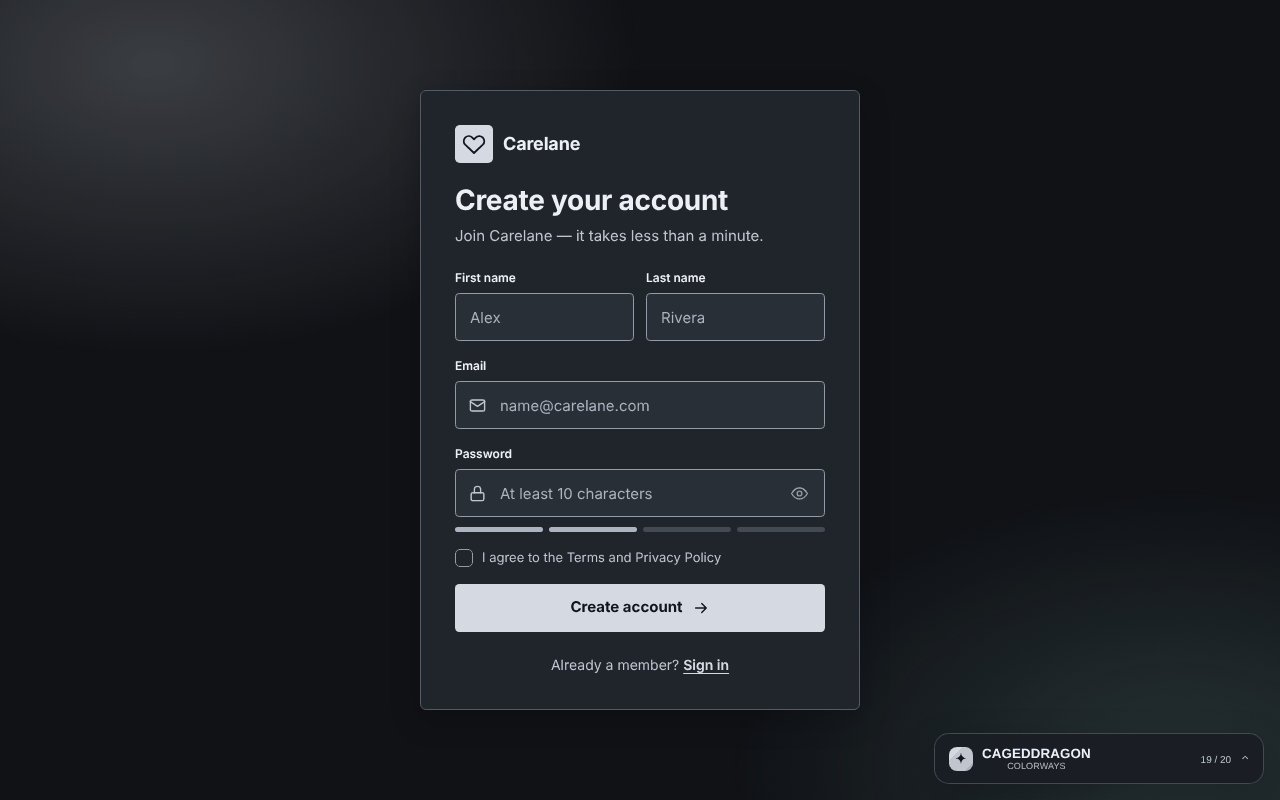 Carelane
Create your account
Join Carelane — it takes less than a minute.
First name
Last name
Alex
Rivera
Email
name@carelane.com
Password
At least 10 characters
I agree to the Terms and Privacy Policy
Create account
Already a member? Sign in
CAGEDDRAGON
COLORWAYS
19 / 20